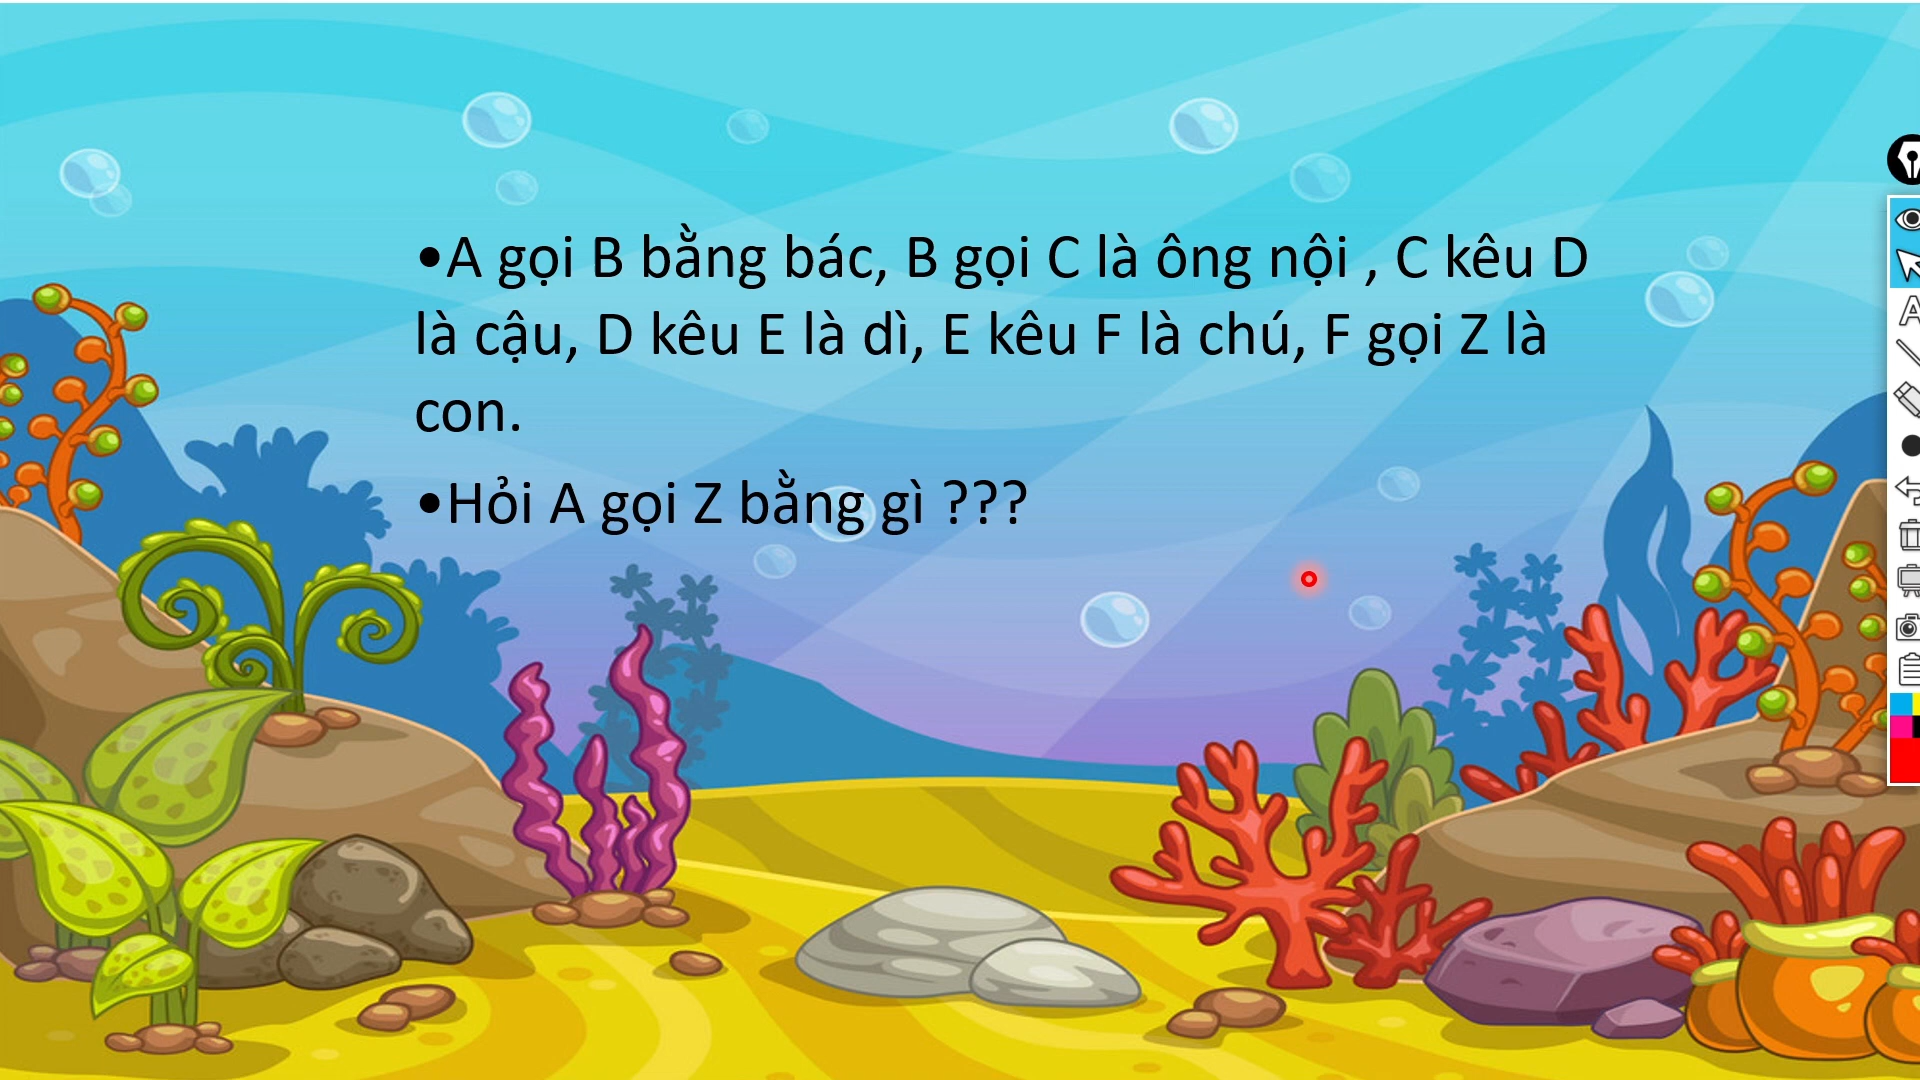 •A gọi B bằng bác, B gọi C là ông nội , C kêu D
là cậu, D kêu E là dì, E kêu F là chú, F gọi Z là
con.
•Hỏi A gọi Z bằng gì ???